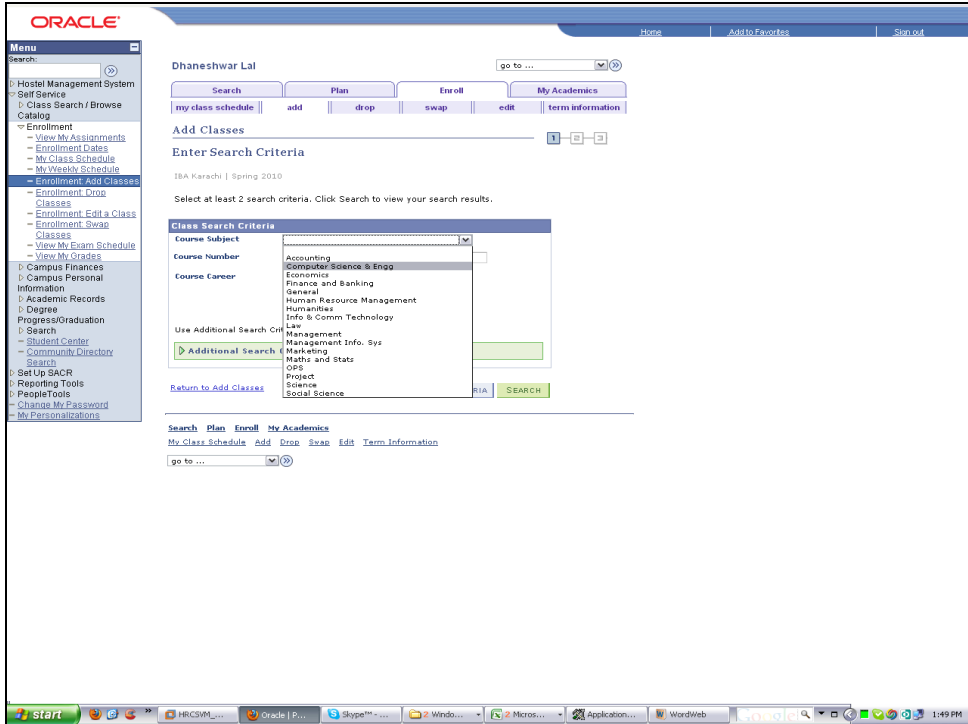 ORACLE
Home Add to Favorites Sign out
Menu
Search:
Hostel Management System
Self Service
Class Search / Browse
Catalog
Enrollment
View My Assignments
Enrollment Dates
My Class Schedule
My Weekly Schedule
Enrollment: Add Classes
Enrollment: Drop
Classes
Enrollment: Edit a Class
Enrollment: Swap
Classes
View My Exam Schedule
View My Grades
Campus Finances
Campus Personal
Information
Academic Records
Degree
Progress/Graduation
Search
Student Center
Community Directory
Search
Set Up SACR
Reporting Tools
PeopleTools
Change My Password
My Personalizations
Dhaneshwar Lal
go to ...
Search Plan Enroll My Academics
my class schedule add drop swap edit term information
Add Classes
1 2 3
Enter Search Criteria
IBA Karachi | Spring 2010
Select at least 2 search criteria. Click Search to view your search results.
Class Search Criteria
Course Subject
Course Number
Course Career
Accounting
Computer Science & Engg
Economics
Finance and Banking
General
Human Resource Management
Humanities
Info & Comm Technology
Law
Management
Management Info. Sys
Marketing
Maths and Stats
OPS
Project
Science
Social Science
Use Additional Search Crit
Additional Search C
Return to Add Classes
RIA SEARCH
Search Plan Enroll My Academics
My Class Schedule Add Drop Swap Edit Term Information
go to ...
start HRCSVM_... Oracle | P... Skype™ - ... 2 Windo... 2 Micros... Application... WordWeb Google 1:49 PM